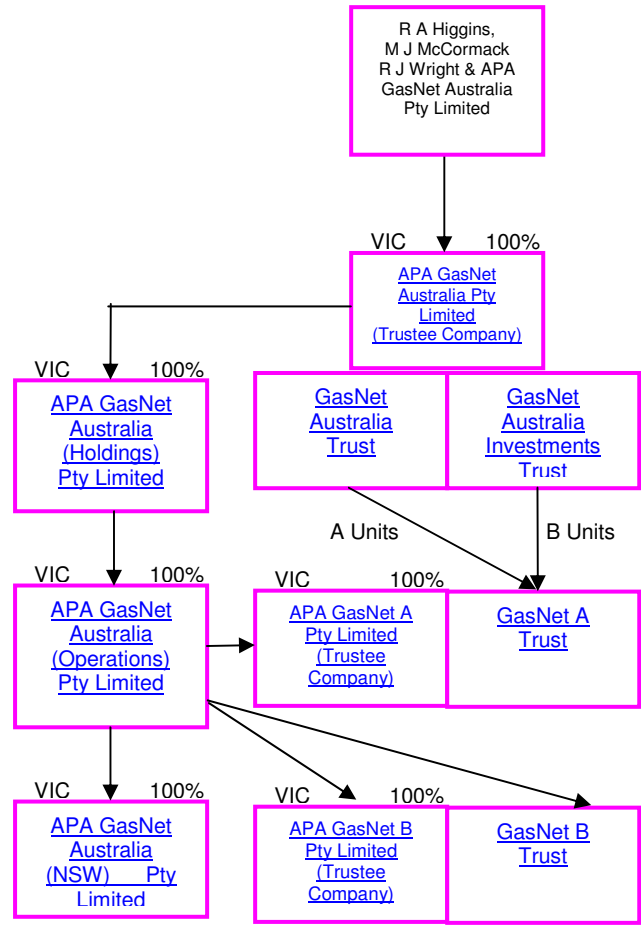 R A Higgins,
M J McCormack
R J Wright & APA
GasNet Australia
Pty Limited
VIC 100%
APA GasNet
Australia Pty
Limited
(Trustee Company)
VIC 100%
APA GasNet
Australia
(Holdings)
Pty Limited
GasNet
Australia
Trust
GasNet
Australia
Investments
Trust
A Units
B Units
VIC 100%
APA GasNet
Australia
(Operations)
Pty Limited
VIC 100%
APA GasNet A
Pty Limited
(Trustee
Company)
GasNet A
Trust
VIC 100%
APA GasNet
Australia
(NSW) Pty
Limited
VIC 100%
APA GasNet B
Pty Limited
(Trustee
Company)
GasNet B
Trust